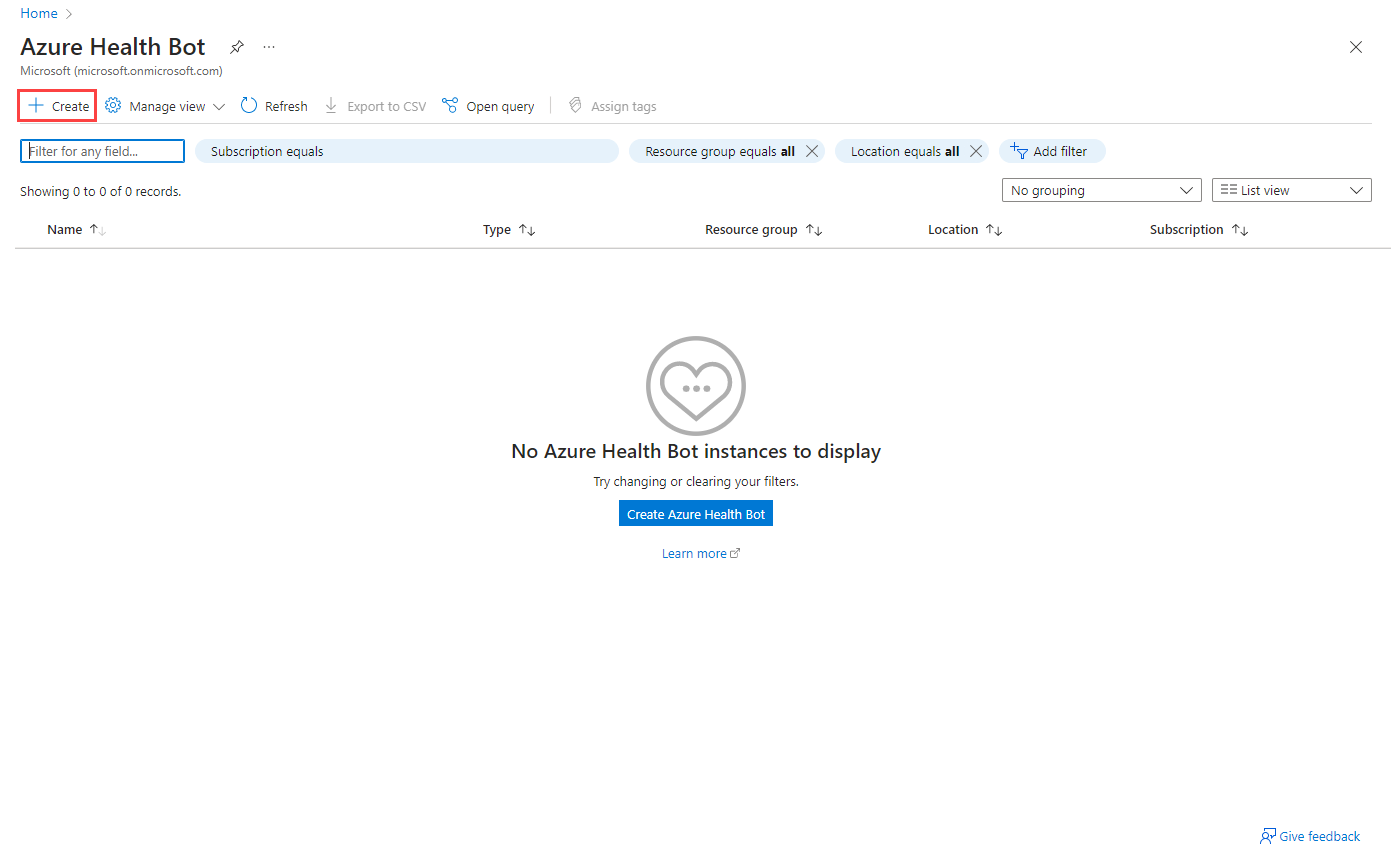 Home
Azure Health Bot
Microsoft (microsoft.onmicrosoft.com)
Create Manage view Refresh Export to CSV Open query Assign tags
Filter for any field... Subscription equals Resource group equals all Location equals all Add filter
Showing 0 to 0 of 0 records. No grouping List view
Name Type Resource group Location Subscription
No Azure Health Bot instances to display
Try changing or clearing your filters.
Create Azure Health Bot
Learn more
Give feedback